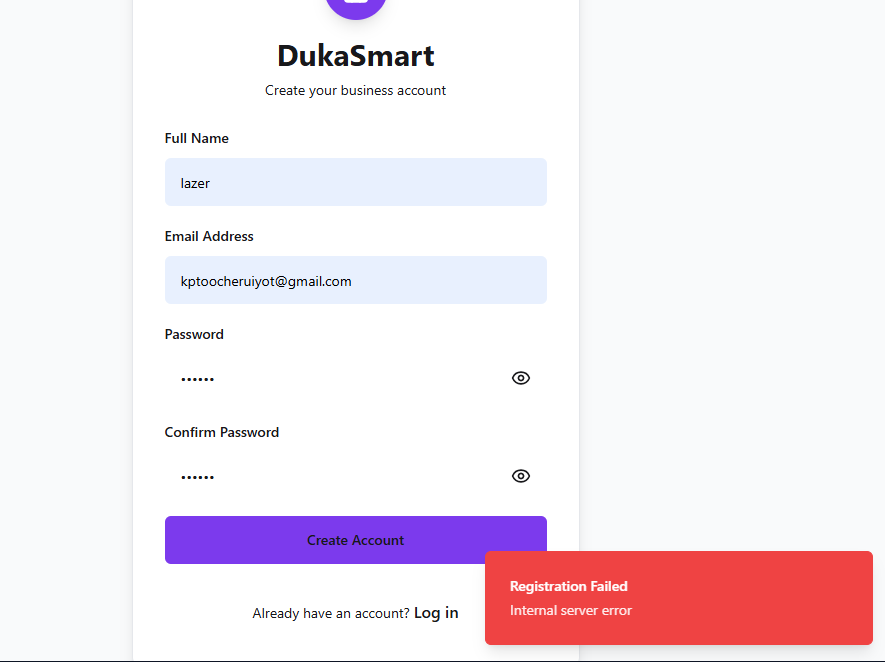 DukaSmart
Create your business account
Full Name
lazer
Email Address
kptoocheruiyot@gmail.com
Password
••••••
Confirm Password
••••••
Create Account
Already have an account? Log in
Registration Failed
Internal server error